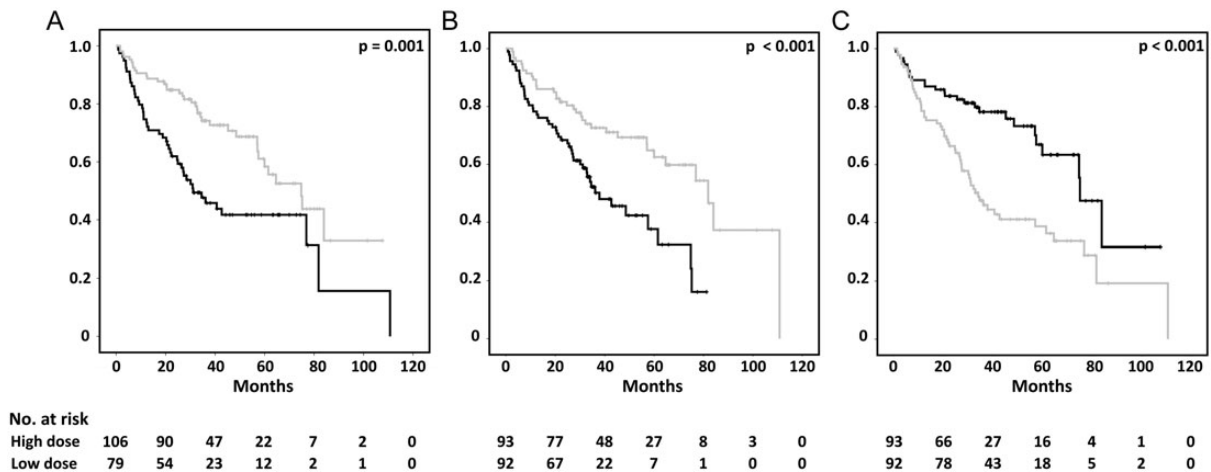 A B C
1.0 p = 0.001 1.0 p < 0.001 1.0 p < 0.001
0.8 0.8 0.8
0.6 0.6 0.6
0.4 0.4 0.4
0.2 0.2 0.2
0 0 0
0 20 40 60 80 100 120 0 20 40 60 80 100 120 0 20 40 60 80 100 120
Months Months Months
No. at risk
High dose 106 90 47 22 7 2 0 93 77 48 27 8 3 0 93 66 27 16 4 1 0
Low dose 79 54 23 12 2 1 0 92 67 22 7 1 0 0 92 78 43 18 5 2 0